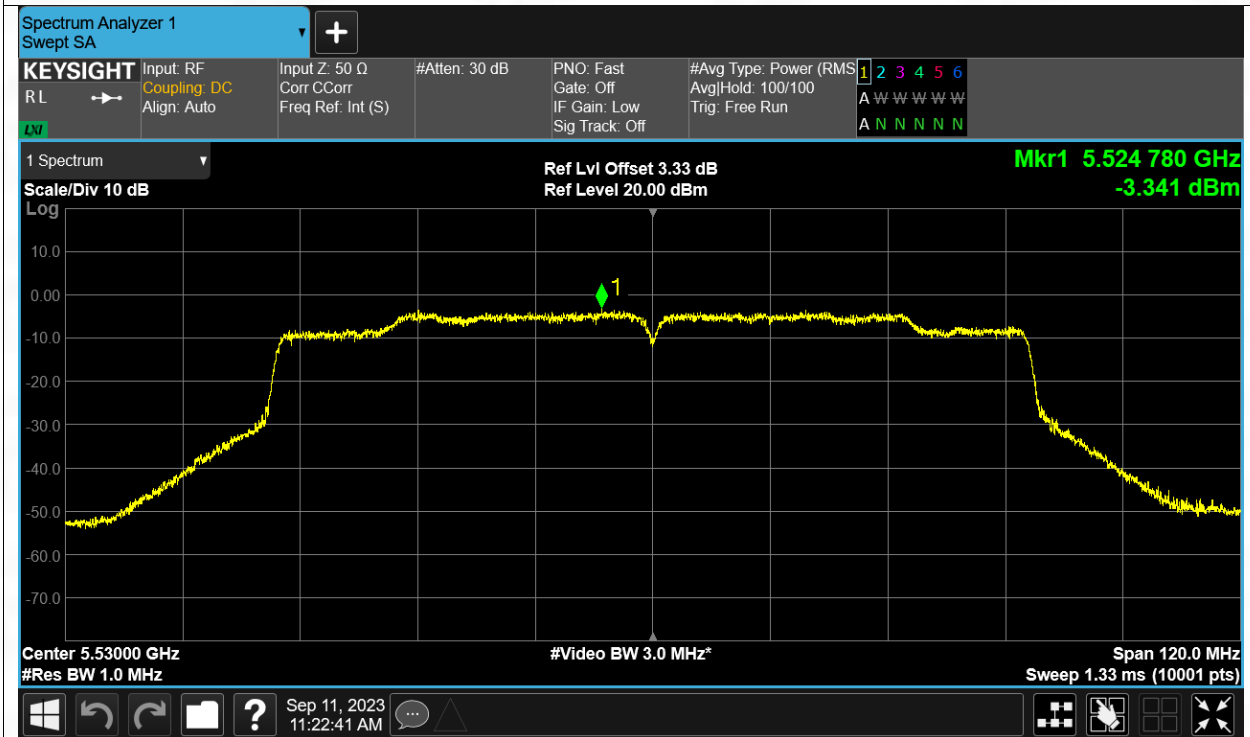 Spectrum Analyzer 1
Swept SA
+
KEYSIGHT
RL
LXI
Input: RF
Coupling: DC
Align: Auto
Input Z: 50 Ω
Corr CCorr
Freq Ref: Int (S)
#Atten: 30 dB
PNO: Fast
Gate: Off
IF Gain: Low
Sig Track: Off
#Avg Type: Power (RMS
Avg|Hold: 100/100
Trig: Free Run
1 2 3 4 5 6
A W W W W W
A N N N N N
1 Spectrum
Scale/Div 10 dB
Log
Ref Lvl Offset 3.33 dB
Ref Level 20.00 dBm
Mkr1 5.524 780 GHz
-3.341 dBm
10.0
0.00
-10.0
-20.0
-30.0
-40.0
-50.0
-60.0
-70.0
1
Center 5.53000 GHz
#Res BW 1.0 MHz
#Video BW 3.0 MHz*
Span 120.0 MHz
Sweep 1.33 ms (10001 pts)
?
Sep 11, 2023
11:22:41 AM